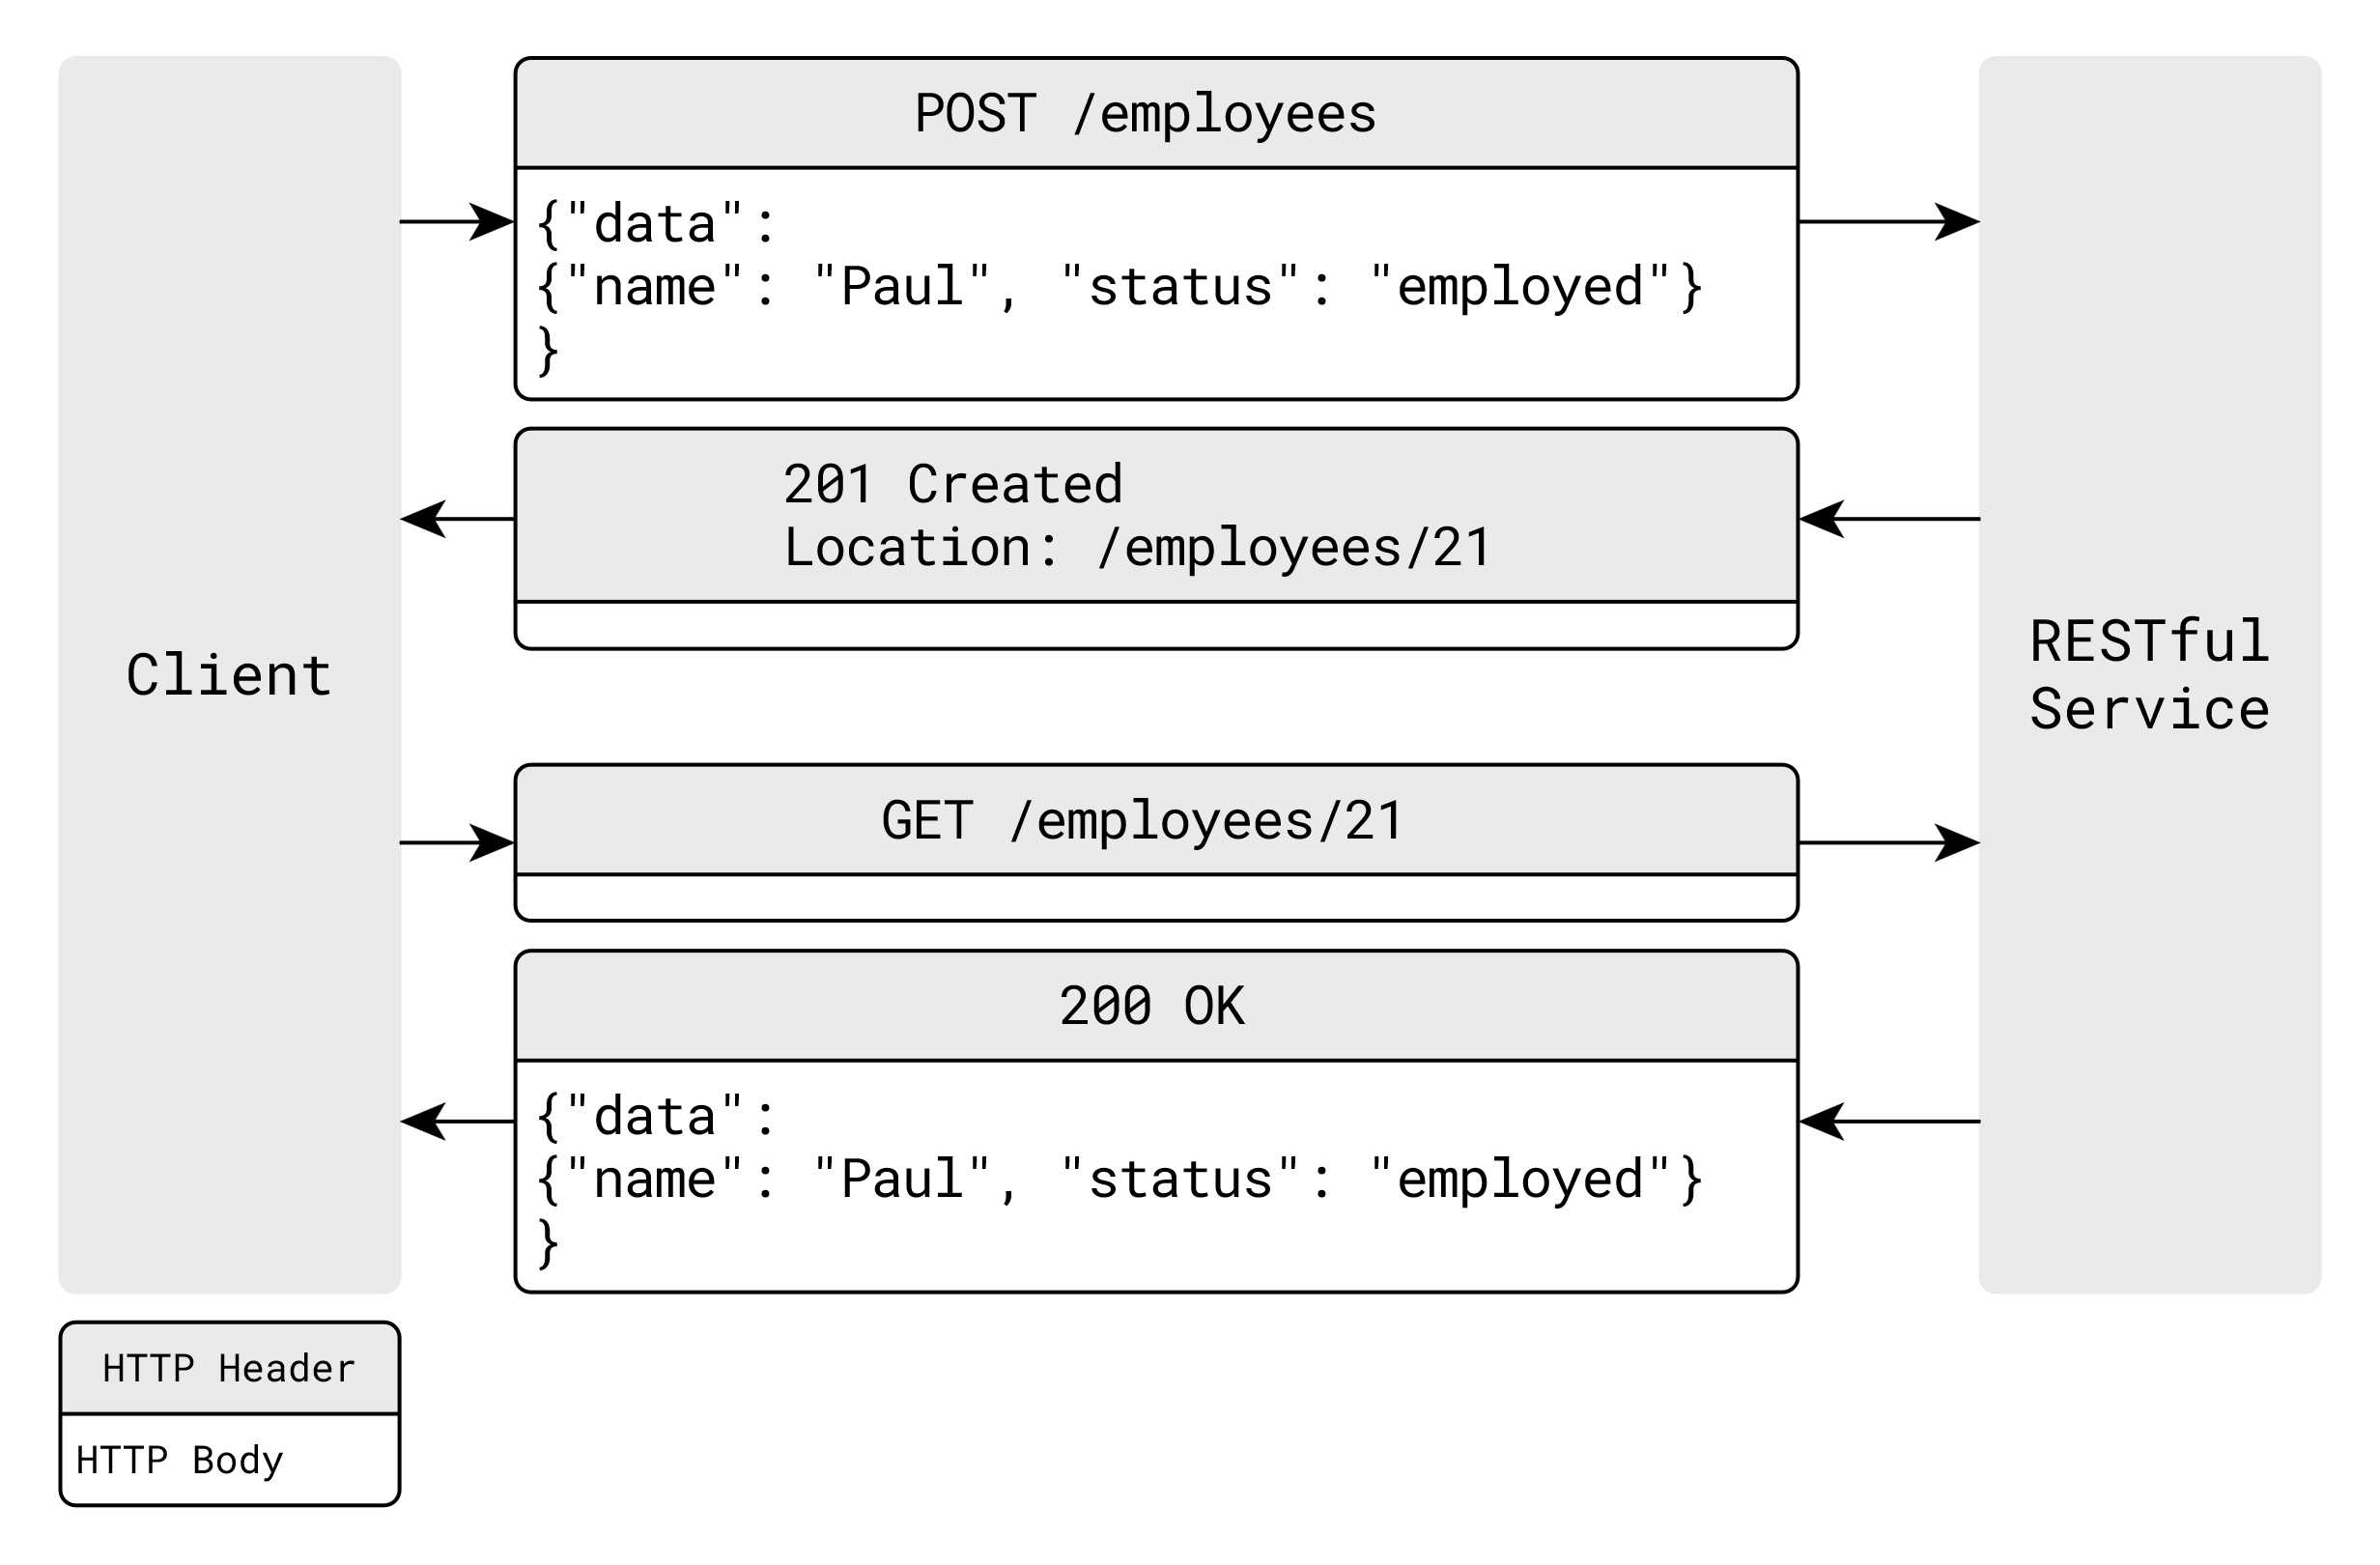 POST /employees
{"data":
{"name": "Paul", "status": "employed"}
}
201 Created
Location: /employees/21
Client
RESTful
Service
GET /employees/21
200 OK
{"data":
{"name": "Paul", "status": "employed"}
}
HTTP Header
HTTP Body